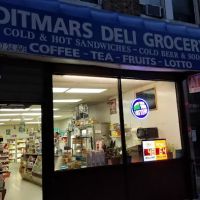 DITMARS DELI GROCER
COLD & HOT SANDWICHES - COLD BEER & SO
COFFEE - TEA - FRUITS - LOTTO